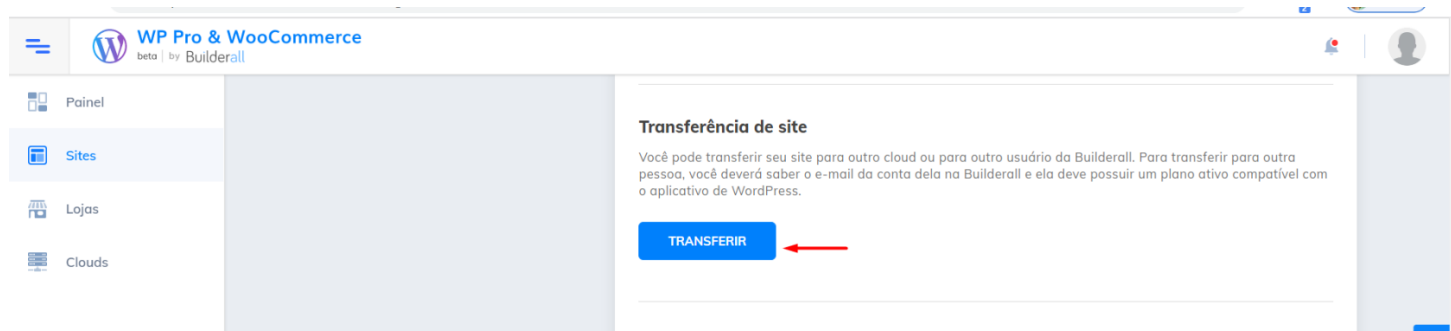 WP Pro & WooCommerce
beta | by Builderall
Painel
Sites
Lojas
Clouds
Transferência de site
Você pode transferir seu site para outro cloud ou para outro usuário da Builderall. Para transferir para outra
pessoa, você deverá saber o e-mail da conta dela na Builderall e ela deve possuir um plano ativo compatível com
o aplicativo de WordPress.
TRANSFERIR